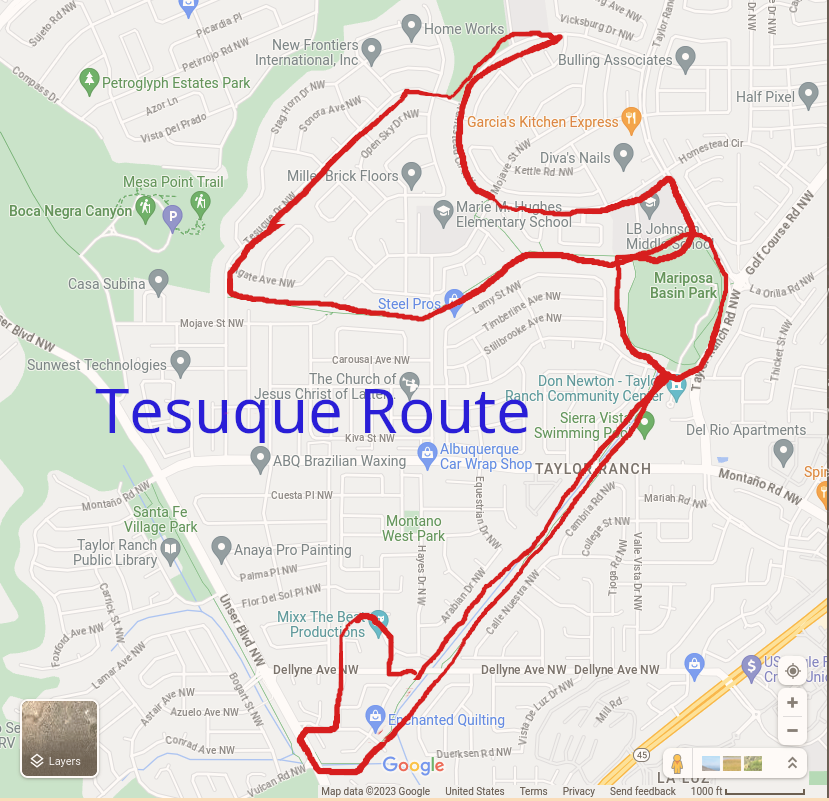 Sujeto Rd NW
Picardia Pl
Petirrojo Rd NW
Home Works
New Frontiers
International, Inc
Vicksburg Dr NW
Bulling Associates
Compass Dr
Petroglyph Estates Park
Azor Ln
Vista Del Prado
Stag Horn Dr NW
Sonora Ave NW
Open Sky Dr NW
Half Pixel
Garcia's Kitchen Express
Mojave St NW
Diva's Nails
Kettle Rd NW
Homestead Cir
Mesa Point Trail
Boca Negra Canyon
P
Miller Brick Floors
Tesuque Dr NW
Marie M. Hughes
Elementary School
LB Johnson
Middle School
Golf Course Rd NW
Casa Subina
gate Ave NW
Mariposa
Basin Park
La Orilla Rd NW
Steel Pros
Lamy St NW
Timberline Ave NW
Stillbrooke Ave NW
Mojave St NW
ser Blvd NW
Taylor Ranch Rd NW
Thicket St NW
Sunwest Technologies
Carousal Ave NW
The Church of
Jesus Christ of Latter...
Don Newton - Taylor
Ranch Community Center
Tesuque Route
Sierra Vista
Swimming Pool
Del Rio Apartments
Kiva St NW
ABQ Brazilian Waxing
Albuquerque
Car Wrap Shop
TAYLOR RANCH
Montaño Rd NW
Spir
Montaño Rd NW
Cuesta Pl NW
Equestrian Dr NW
Cambria Rd NW
Mariah Rd NW
Santa Fe
Village Park
Montano
West Park
College St NW
Valle Vista Dr NW
Tioga Rd NW
Taylor Ranch
Public Library
Anaya Pro Painting
Hayes Dr NW
Palma Pl NW
Flor Del Sol Pl NW
Arabian Dr NW
Calle Nuestra NW
Carrick St NW
Foxford Ave NW
Unser Blvd NW
Mixx The Beat
Productions
Lamar Ave NW
Dellyne Ave NW
Dellyne Ave NW
Dellyne Ave NW
Bogart St NW
Astair Ave NW
Azuelo Ave NW
Conrad Ave NW
Vulcan Rd NW
Enchanted Quilting
Vista De Luz Dr NW
Mill Rd
Duerksen Rd NW
45
LA LUZ
Layers
Google
Map data ©2023 Google
United States
Terms
Privacy
Send feedback
1000 ft